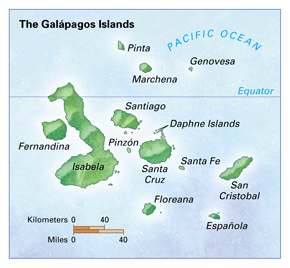 The Galápagos Islands
PACIFIC OCEAN
Pinta
Genovesa
Marchena
Equator
Santiago
Daphne Islands
Fernandina
Pinzón
Isabela
Santa
Cruz
Santa Fe
San
Cristobal
Floreana
Española
Kilometers 0 40
Miles 0 40